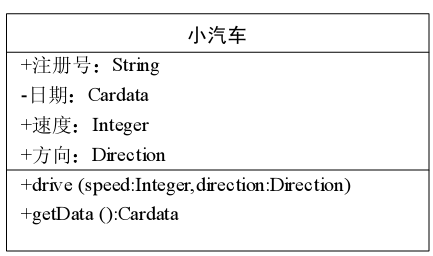 小汽车
+注册号：String
-日期：Cardata
+速度：Integer
+方向：Direction
+drive (speed:Integer,direction:Direction)
+getData ():Cardata